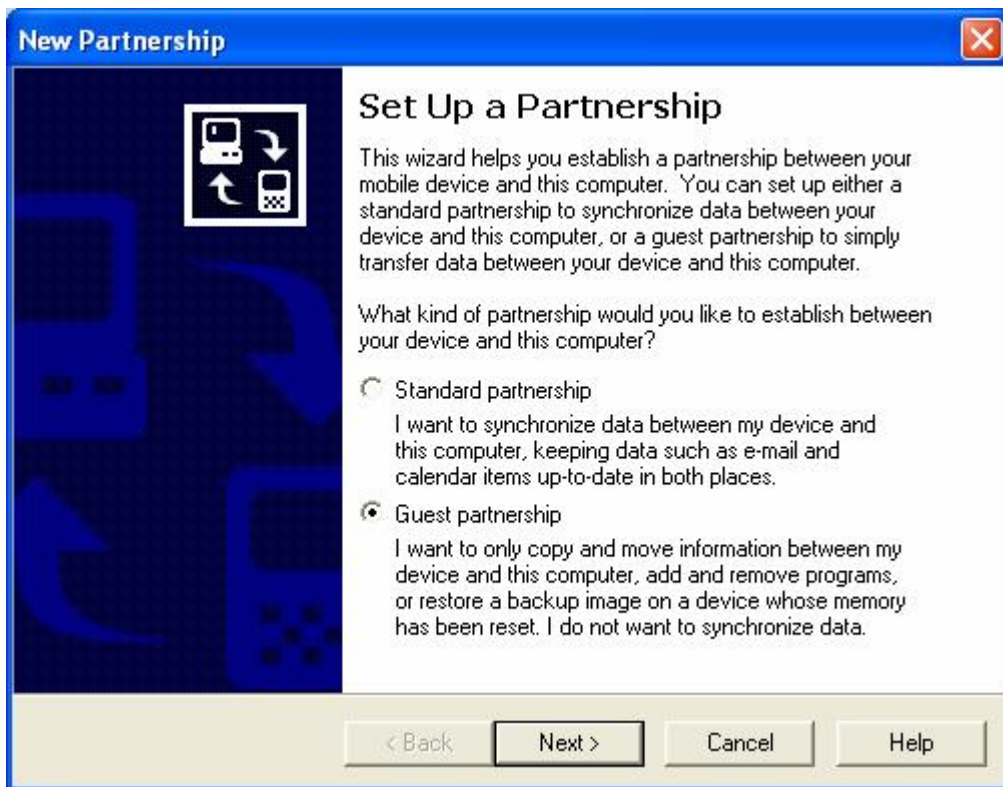 New Partnership
Set Up a Partnership
This wizard helps you establish a partnership between your
mobile device and this computer.  You can set up either a
standard partnership to synchronize data between your
device and this computer, or a guest partnership to simply
transfer data between your device and this computer.
What kind of partnership would you like to establish between
your device and this computer?
Standard partnership
I want to synchronize data between my device and
this computer, keeping data such as e-mail and
calendar items up-to-date in both places.
Guest partnership
I want to only copy and move information between my
device and this computer, add and remove programs,
or restore a backup image on a device whose memory
has been reset. I do not want to synchronize data.
< Back
Next >
Cancel
Help